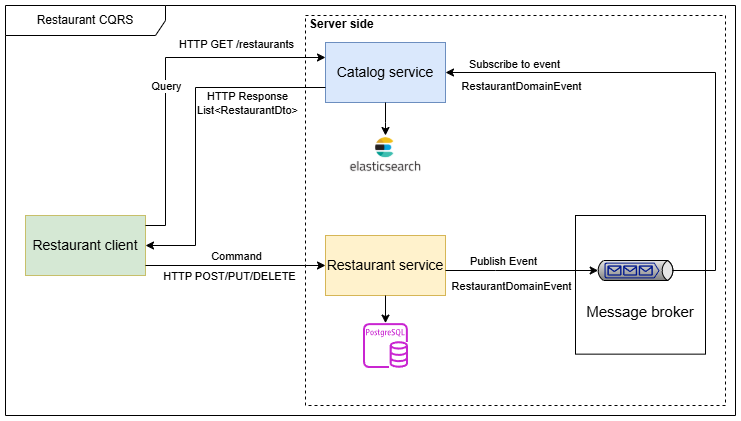 Restaurant CQRS
Server side
HTTP GET /restaurants
Query
HTTP Response
List<RestaurantDto>
Catalog service
Subscribe to event
RestaurantDomainEvent
elasticsearch
Restaurant client
Command
HTTP POST/PUT/DELETE
Restaurant service
Publish Event
RestaurantDomainEvent
Message broker
PostgreSQL